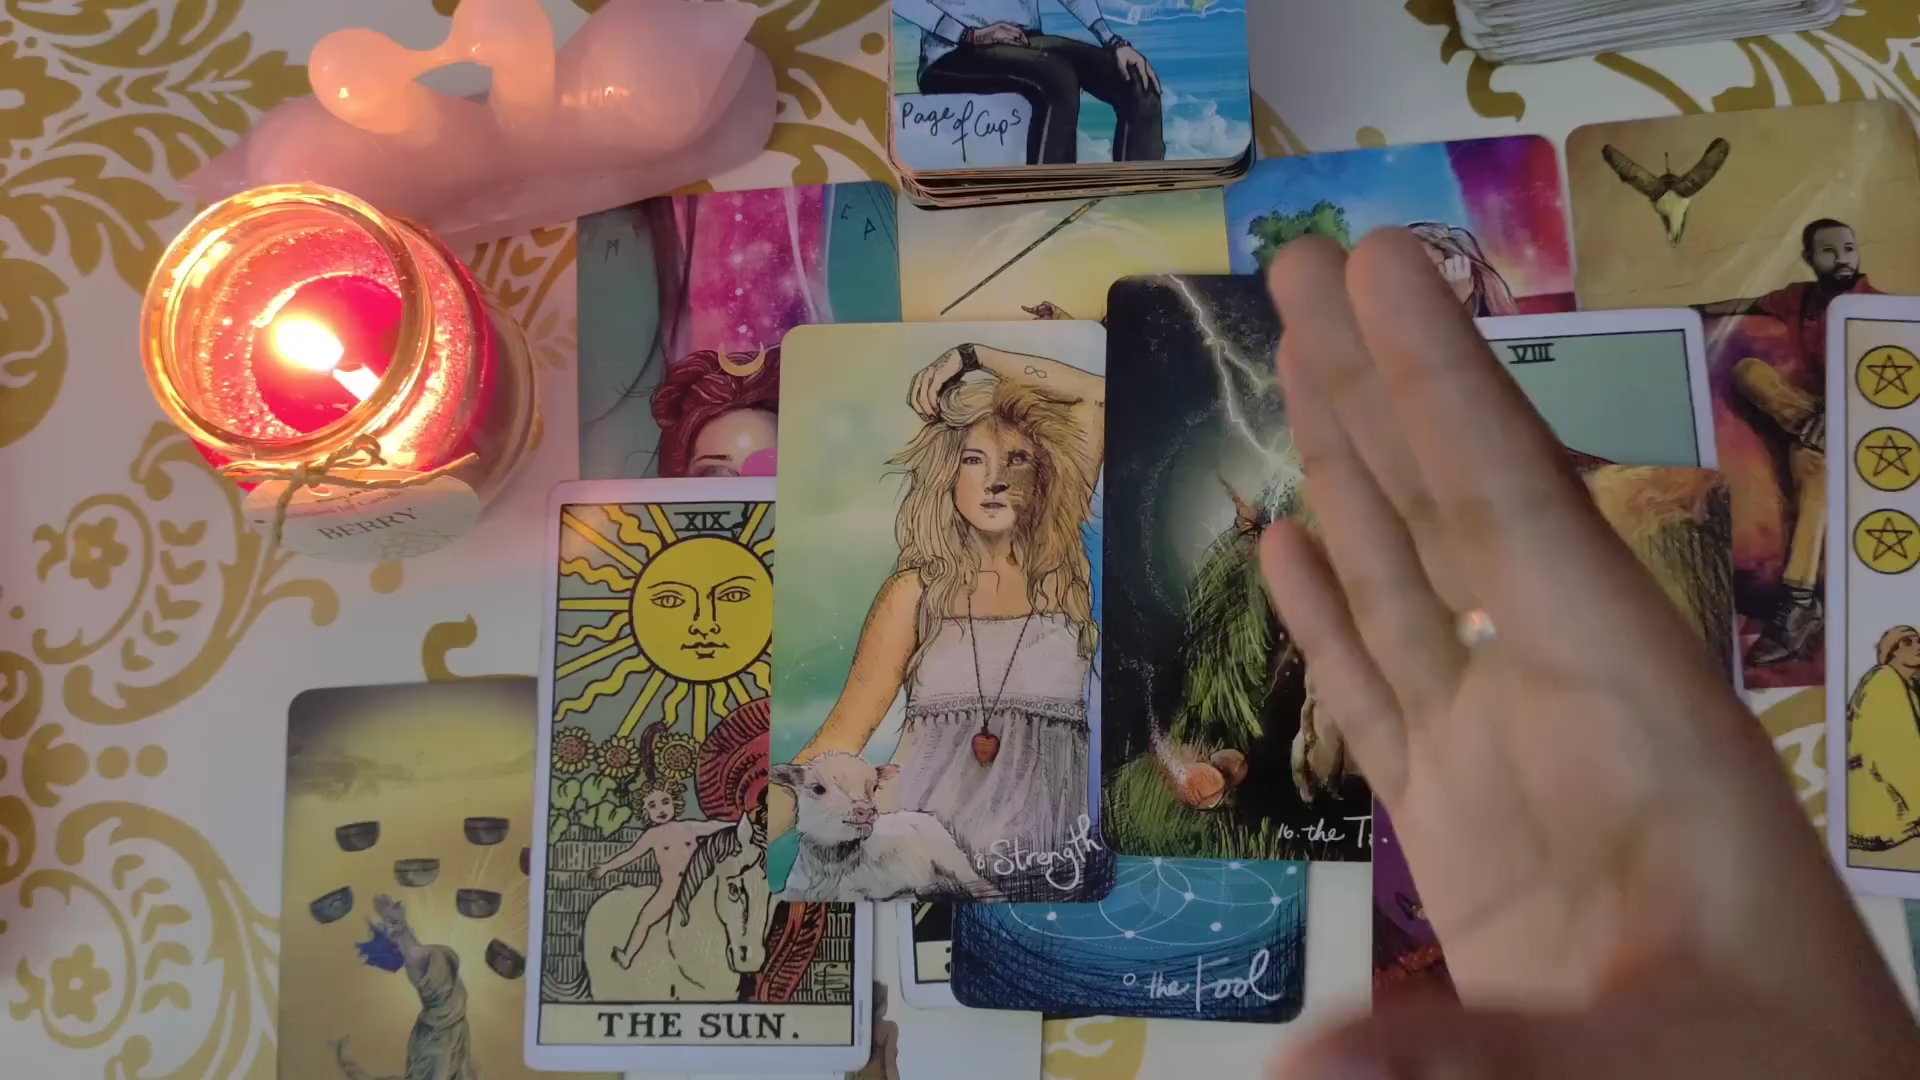 Page of Cups
VIII
XIX
BERRY
8 Strength
16. the T
0 the Fool
THE SUN.